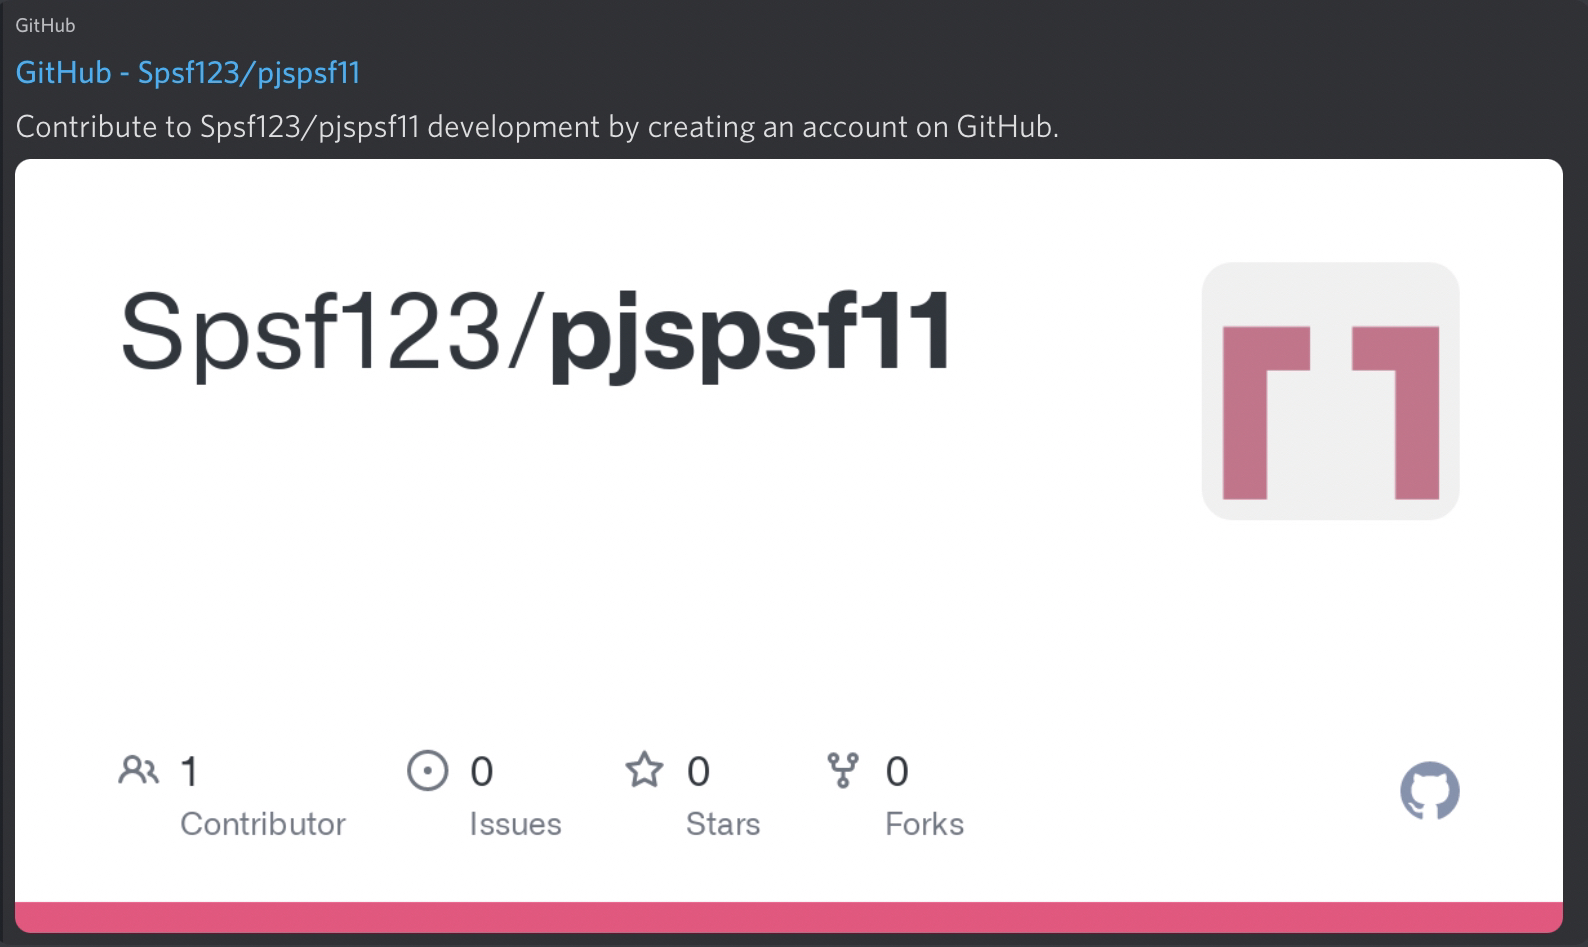 GitHub
GitHub - Spsf123/pjspsf11
Contribute to Spsf123/pjspsf11 development by creating an account on GitHub.
Spsf123/pjspsf11
1 0 0 0
Contributor Issues Stars Forks